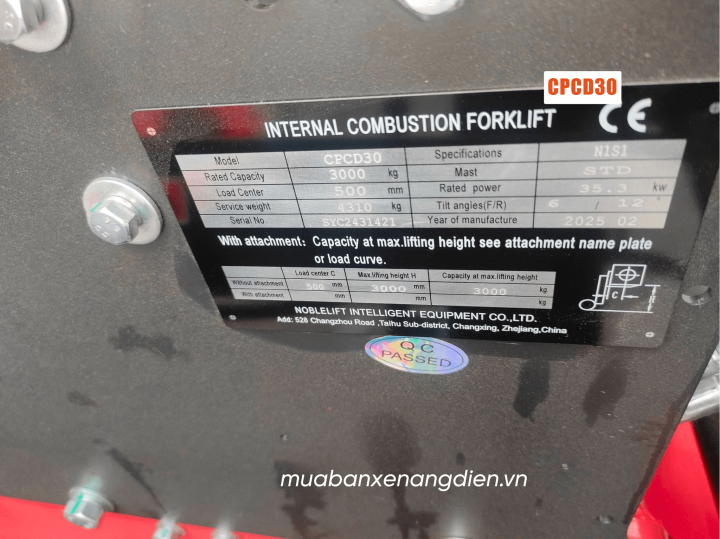 CPCD30
INTERNAL COMBUSTION FORKLIFT CE
Model CPCD30 Specifications N1S1
Rated Capacity 3000 kg Mast STD
Load Center 500 mm Rated power 35.3 kw
Service weight 4310 kg Tilt angles(F/R) 6 / 12 °
Serial No SYC2431421 Year of manufacture 2025 02
With attachment: Capacity at max.lifting height see attachment name plate
or load curve.
Load center C Max.lifting height H Capacity at max.lifting height
Without attachment 500 mm 3000 mm 3000 kg
With attachment mm mm kg
C
NOBLELIFT INTELLIGENT EQUIPMENT CO.,LTD.
Add: 528 Changzhou Road ,Taihu Sub-district, Changxing, Zhejiang,China
QC
PASSED
muabanxenangdien.vn